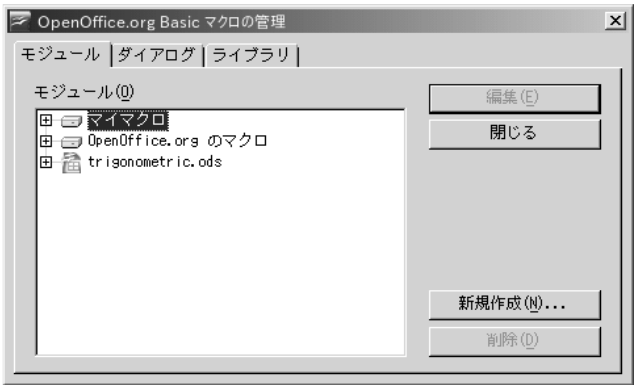 OpenOffice.org Basic マクロの管理
モジュール ダイアログ ライブラリ
モジュール(O)
マイマクロ
OpenOffice.org のマクロ
trigonometric.ods
編集(E)
閉じる
新規作成(N)...
削除(D)